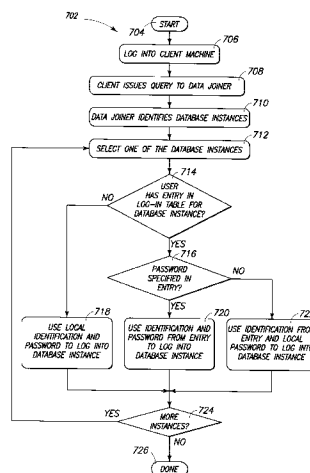 702
START
704
706
LOG INTO CLIENT MACHINE
708
CLIENT ISSUES QUERY TO DATA JOINER
710
DATA JOINER IDENTIFIES DATABASE INSTANCES
712
SELECT ONE OF THE DATABASE INSTANCES
714
USER
HAS ENTRY IN
LOG-IN TABLE FOR
DATABASE INSTANCE?
NO
YES
716
PASSWORD
SPECIFIED IN
ENTRY?
NO
YES
718
USE LOCAL
IDENTIFICATION AND
PASSWORD TO LOG INTO
DATABASE INSTANCE
720
USE IDENTIFICATION AND
PASSWORD FROM ENTRY
TO LOG INTO
DATABASE INSTANCE
USE IDENTIFICATION FROM
ENTRY AND LOCAL
PASSWORD TO LOG INTO
DATABASE INSTANCE
YES
724
MORE
INSTANCES?
NO
726
DONE